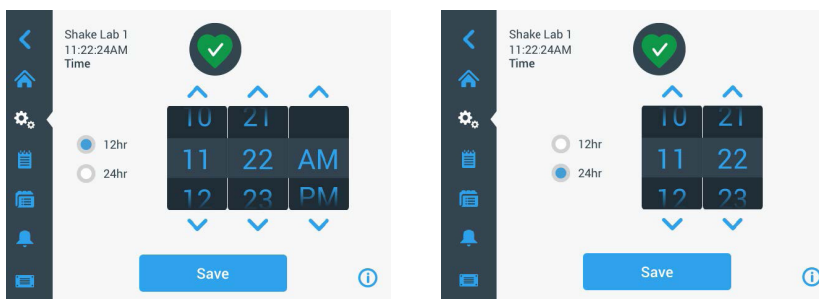 Shake Lab 1
11:22:24AM
Time
10 21
12hr
11 22 AM
24hr
12 23 PM
Save
Shake Lab 1
11:22:24AM
Time
10 21
12hr
11 22
24hr
12 23
Save